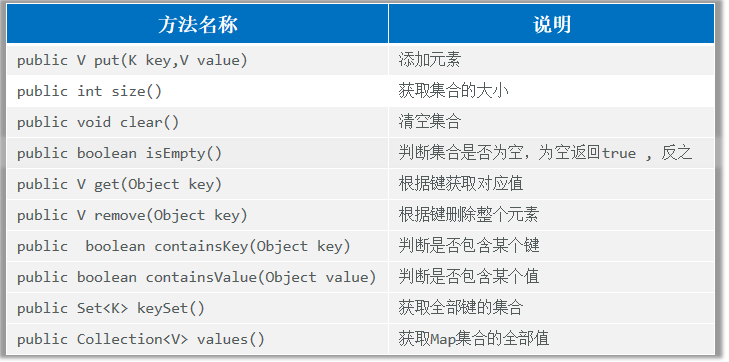 方法名称 说明
public V put(K key,V value) 添加元素
public int size() 获取集合的大小
public void clear() 清空集合
public boolean isEmpty() 判断集合是否为空，为空返回true , 反之
public V get(Object key) 根据键获取对应值
public V remove(Object key) 根据键删除整个元素
public  boolean containsKey(Object key) 判断是否包含某个键
public boolean containsValue(Object value) 判断是否包含某个值
public Set<K> keySet() 获取全部键的集合
public Collection<V> values() 获取Map集合的全部值